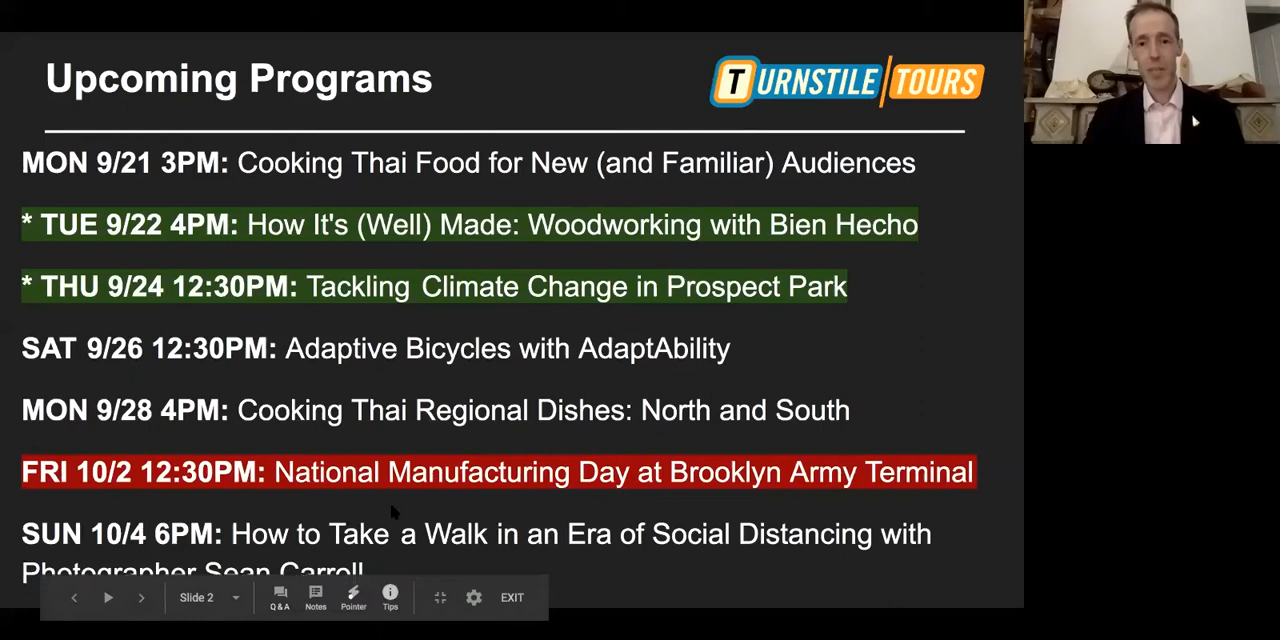 Upcoming Programs
TURNSTILE TOURS
MON 9/21 3PM: Cooking Thai Food for New (and Familiar) Audiences
* TUE 9/22 4PM: How It's (Well) Made: Woodworking with Bien Hecho
* THU 9/24 12:30PM: Tackling Climate Change in Prospect Park
SAT 9/26 12:30PM: Adaptive Bicycles with AdaptAbility
MON 9/28 4PM: Cooking Thai Regional Dishes: North and South
FRI 10/2 12:30PM: National Manufacturing Day at Brooklyn Army Terminal
SUN 10/4 6PM: How to Take a Walk in an Era of Social Distancing with
Photographer Sean Carroll
Slide 2
Q & A
Notes
Pointer
Tips
EXIT